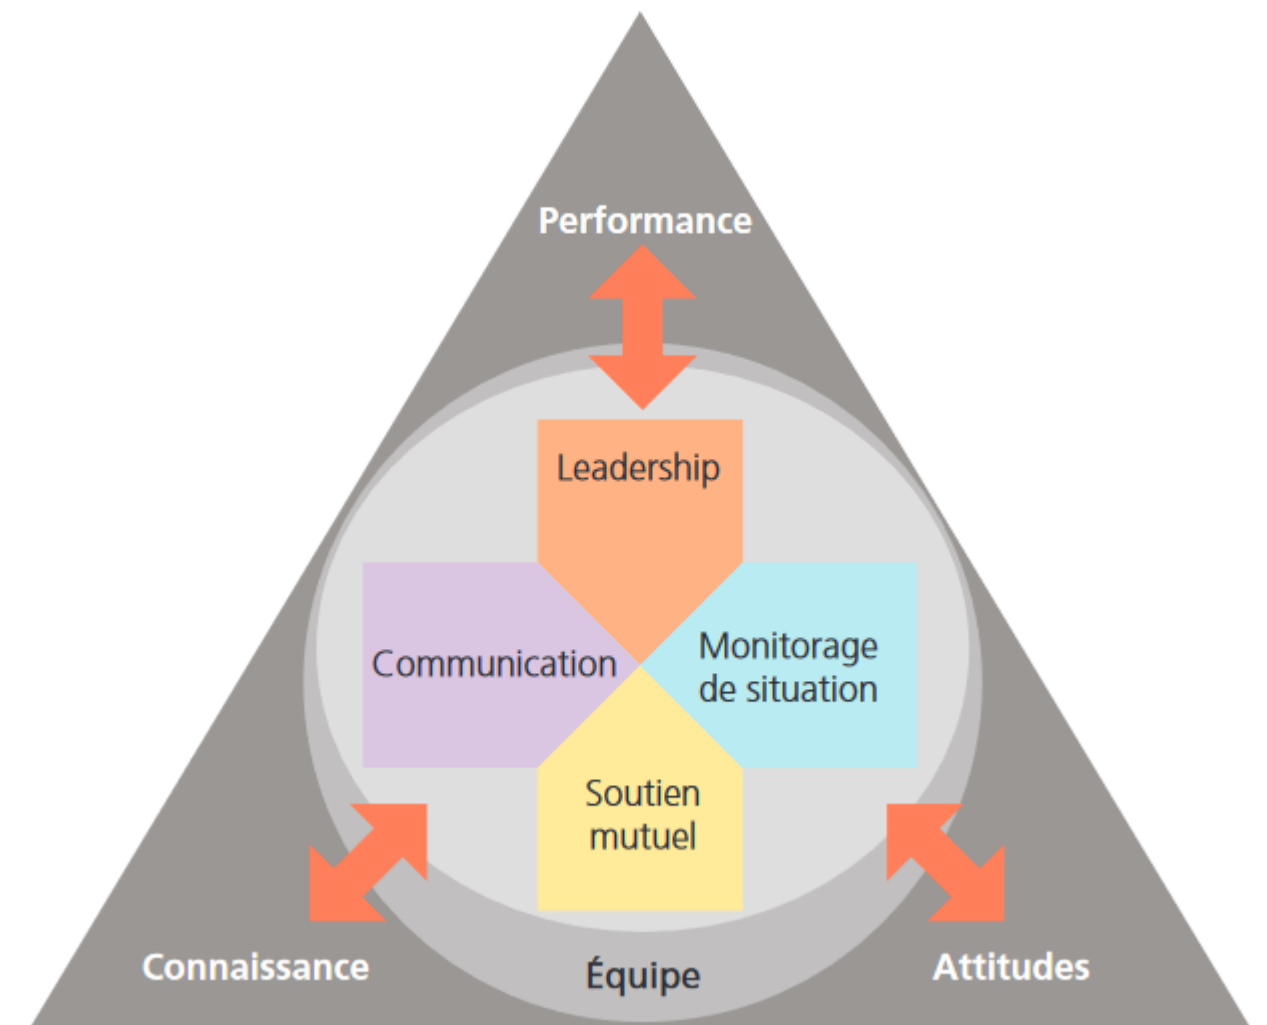 Performance
Leadership
Communication
Monitorage
de situation
Soutien
mutuel
Connaissance
Équipe
Attitudes